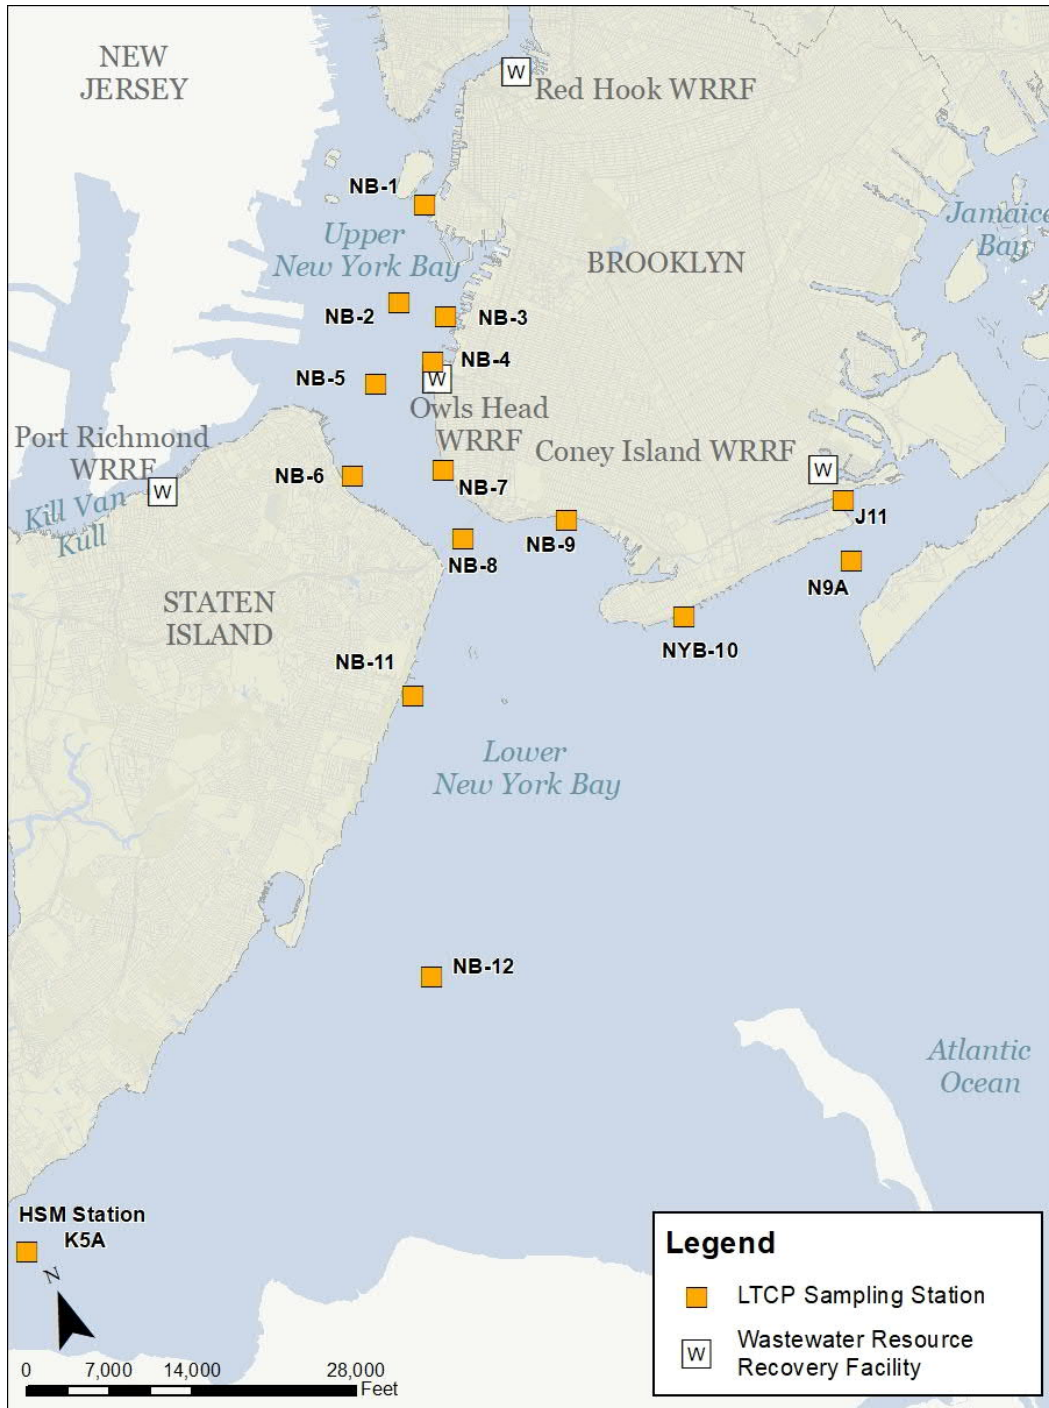 NEW
JERSEY
W
Red Hook WRRF
NB-1
Upper
New York Bay
Jamaica
Bay
BROOKLYN
NB-2
NB-3
NB-4
NB-5
W
Owls Head
WRRF
Port Richmond
WRRF
W
Coney Island WRRF
W
NB-6
NB-7
Kill Van
Kull
J11
NB-9
NB-8
N9A
STATEN
ISLAND
NYB-10
NB-11
Lower
New York Bay
NB-12
Atlantic
Ocean
HSM Station
K5A
N
0 7,000 14,000 28,000
Feet
Legend
LTCP Sampling Station
W
Wastewater Resource
Recovery Facility